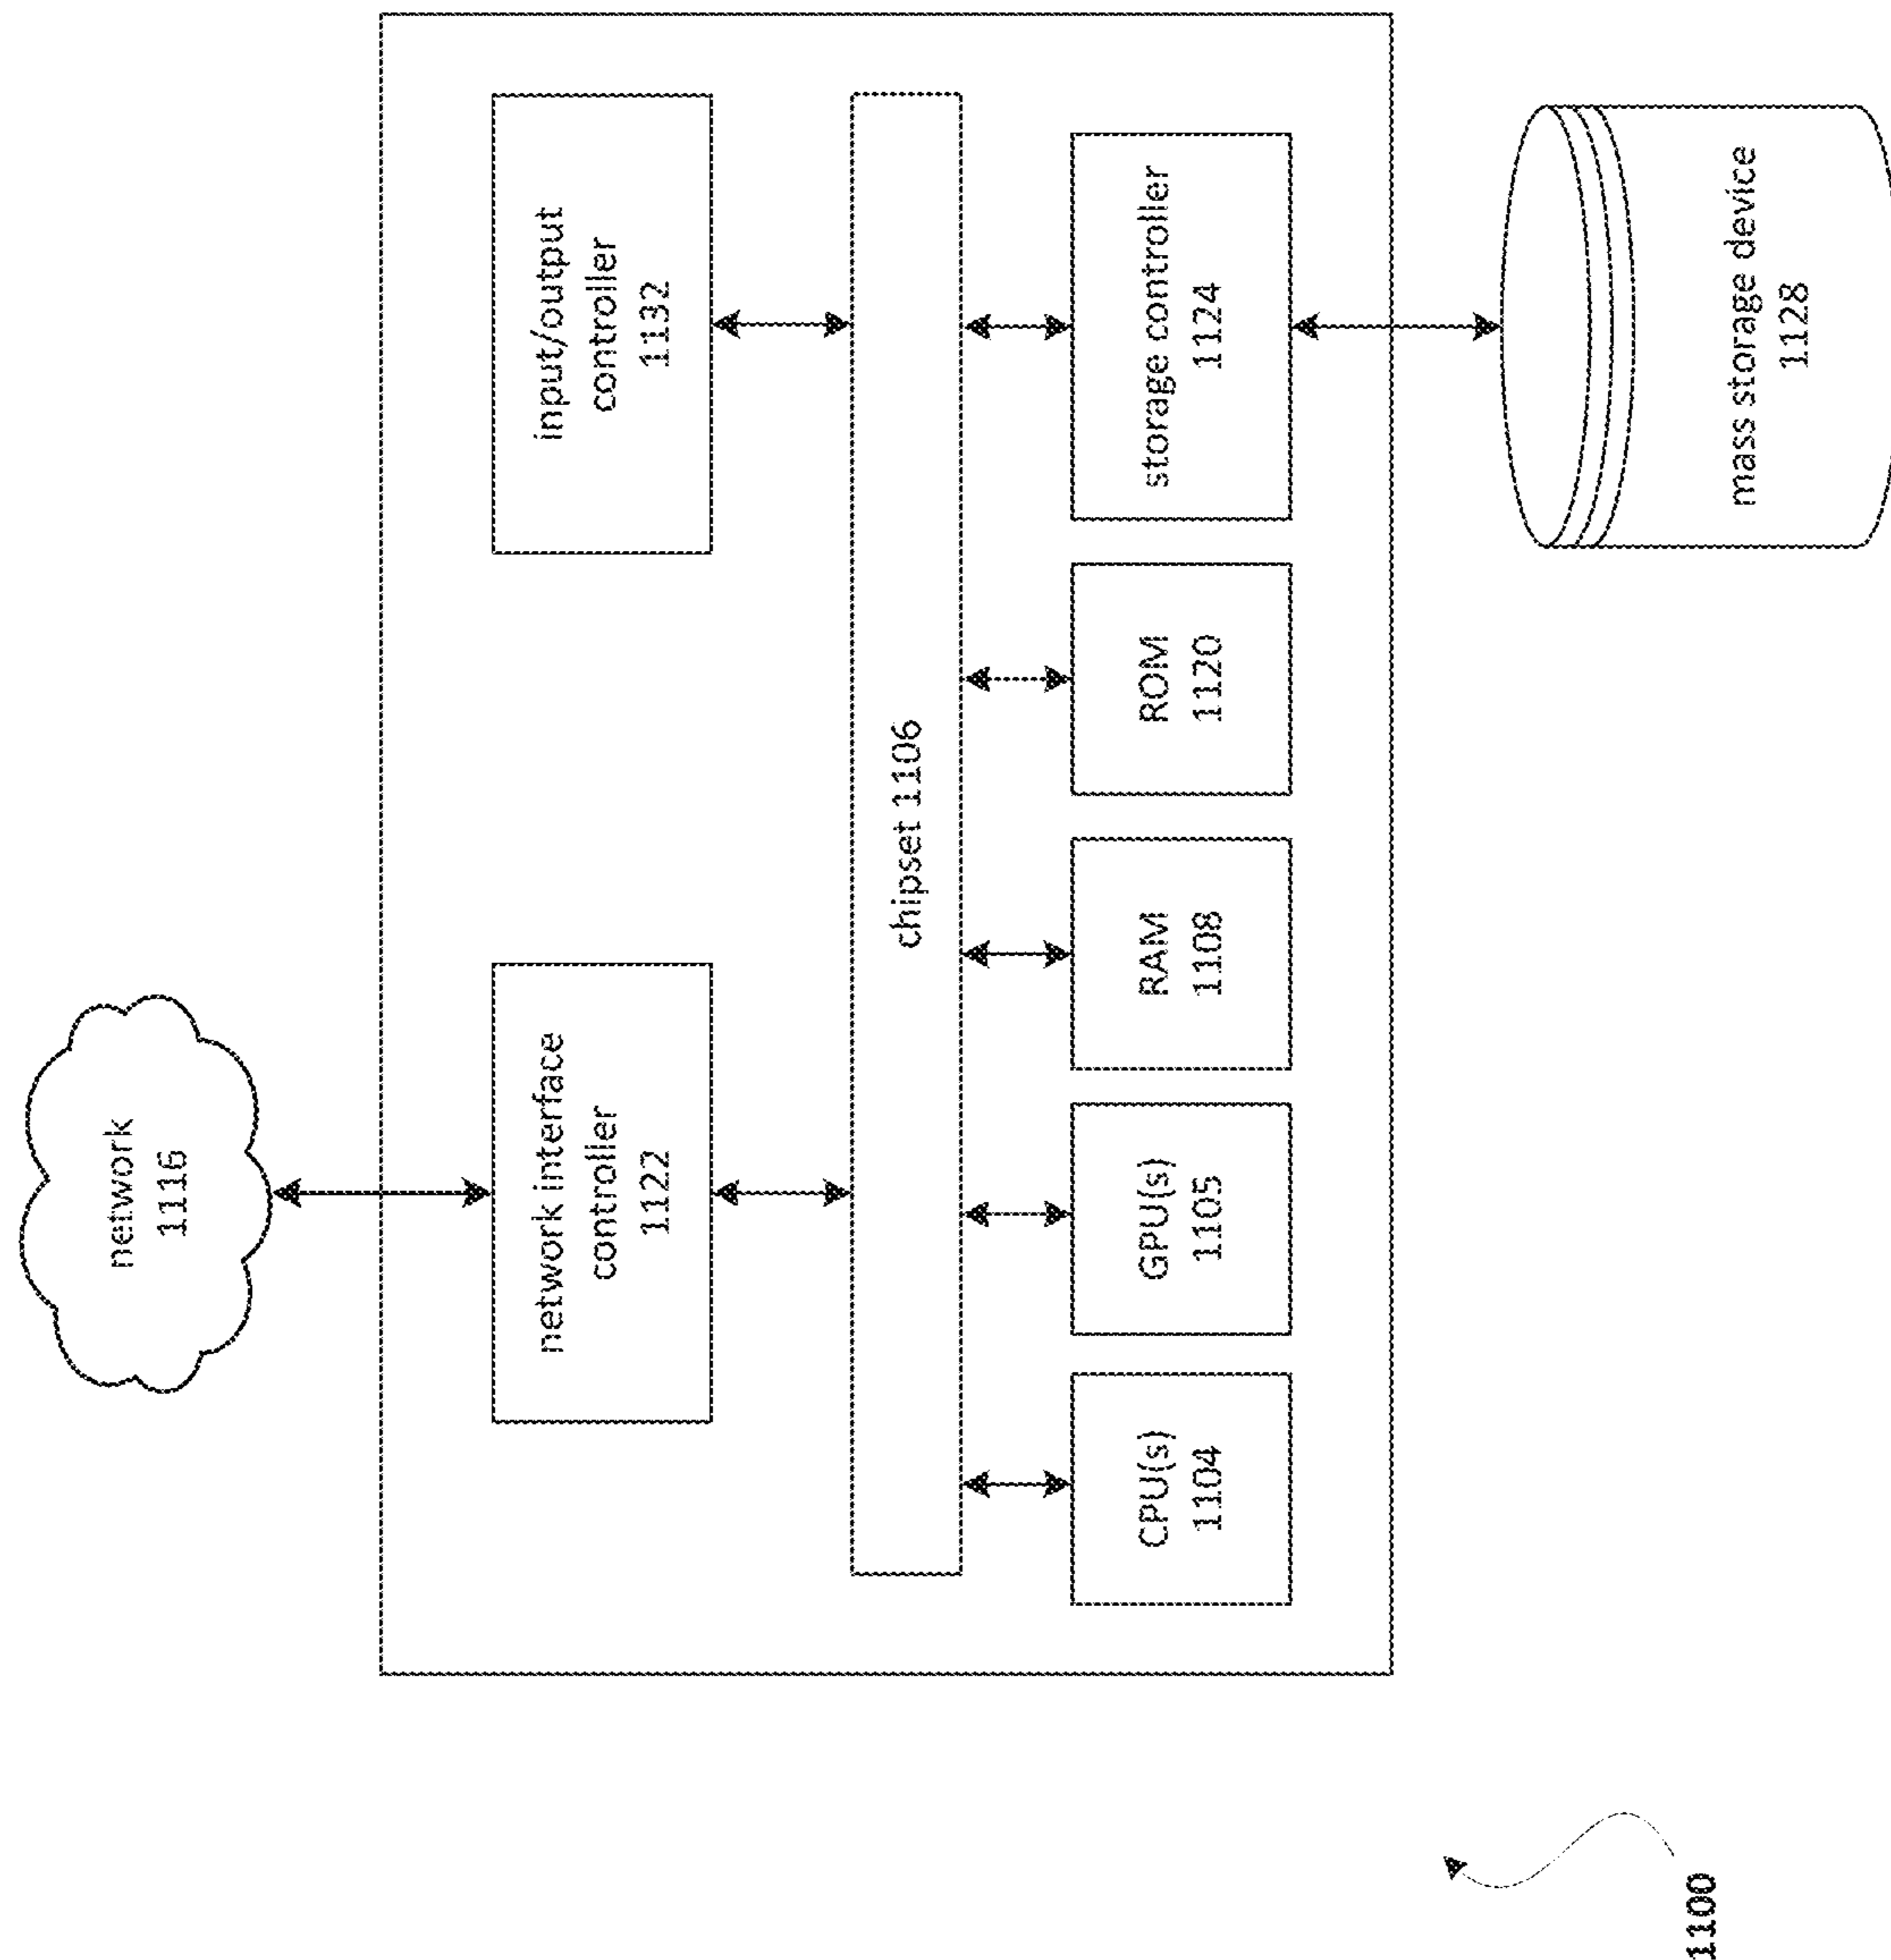 network
1116
network interface
controller
1122
input/output
controller
1132
chipset 1106
CPU(s)
1104
GPU(s)
1105
RAM
1108
ROM
1120
storage controller
1124
mass storage device
1128
1100